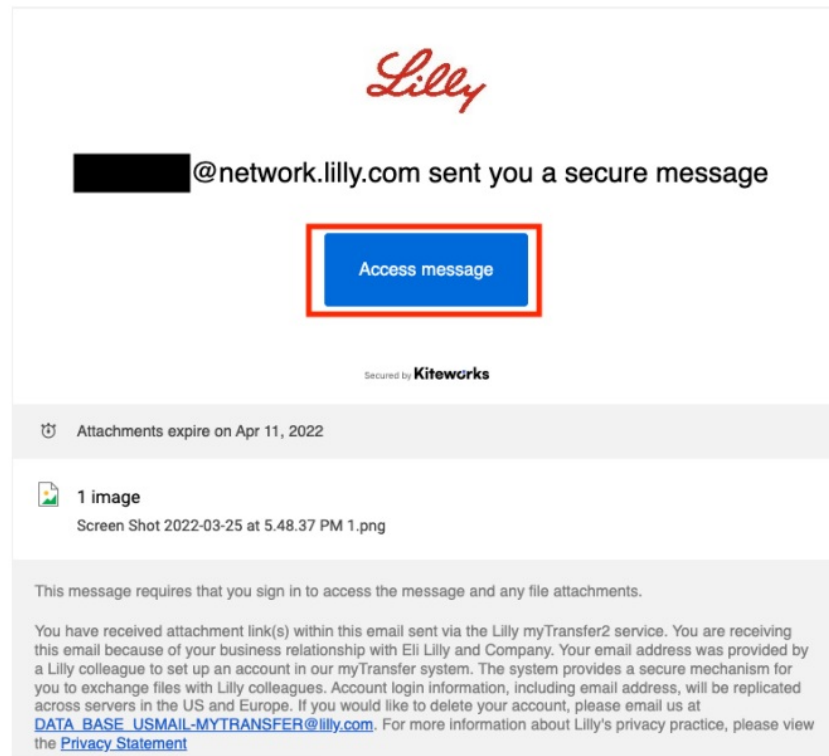 Lilly
@network.lilly.com sent you a secure message
Access message
Secured by Kiteworks
Attachments expire on Apr 11, 2022
1 image
Screen Shot 2022-03-25 at 5.48.37 PM 1.png
This message requires that you sign in to access the message and any file attachments.
You have received attachment link(s) within this email sent via the Lilly myTransfer2 service. You are receiving
this email because of your business relationship with Eli Lilly and Company. Your email address was provided by
a Lilly colleague to set up an account in our myTransfer system. The system provides a secure mechanism for
you to exchange files with Lilly colleagues. Account login information, including email address, will be replicated
across servers in the US and Europe. If you would like to delete your account, please email us at
DATA_BASE_USMAIL-MYTRANSFER@lilly.com. For more information about Lilly's privacy practice, please view
the Privacy Statement